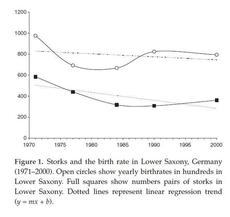 1200
1000
800
600
400
200
0
1970 1975 1980 1985 1990 1995 2000
Figure 1. Storks and the birth rate in Lower Saxony, Germany
(1971–2000). Open circles show yearly birthrates in hundreds in
Lower Saxony. Full squares show numbers pairs of storks in
Lower Saxony. Dotted lines represent linear regression trend
(y = mx + b).